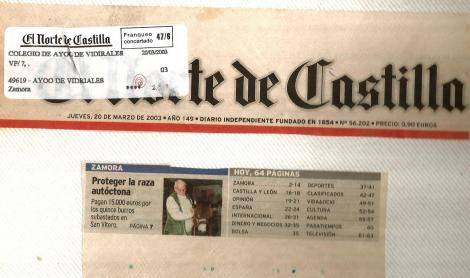 El Norte de Castilla
Franqueo
concertado 47/6
COLEGIO DE AYOO DE VIDRIALES 20/03/2003
VP/ 7, .
03
49619 - AYOO DE VIDRIALES
Zamora
El Norte de Castilla
JUEVES, 20 DE MARZO DE 2003 • AÑO 149 • DIARIO INDEPENDIENTE FUNDADO EN 1854 • Nº 56.202 • PRECIO: 0,90 EUROS
ZAMORA
Proteger la raza
autóctona
Pagan 15.000 euros por
los quince burros
subastados en
San Vitero. PÁGINA 7
HOY, 64 PÁGINAS
ZAMORA 2-14 DEPORTES 37-41
CASTILLA Y LEÓN 16-18 CLASIFICADOS 42-47
OPINIÓN 19-21 VIDA&OCIO 49-51
ESPAÑA 22-24 CULTURA 52-54
INTERNACIONAL 26-31 AGENDA
DINERO Y NEGOCIOS 32-35 PASATIEMPOS 60
BOLSA 35 TELEVISIÓN 61-63